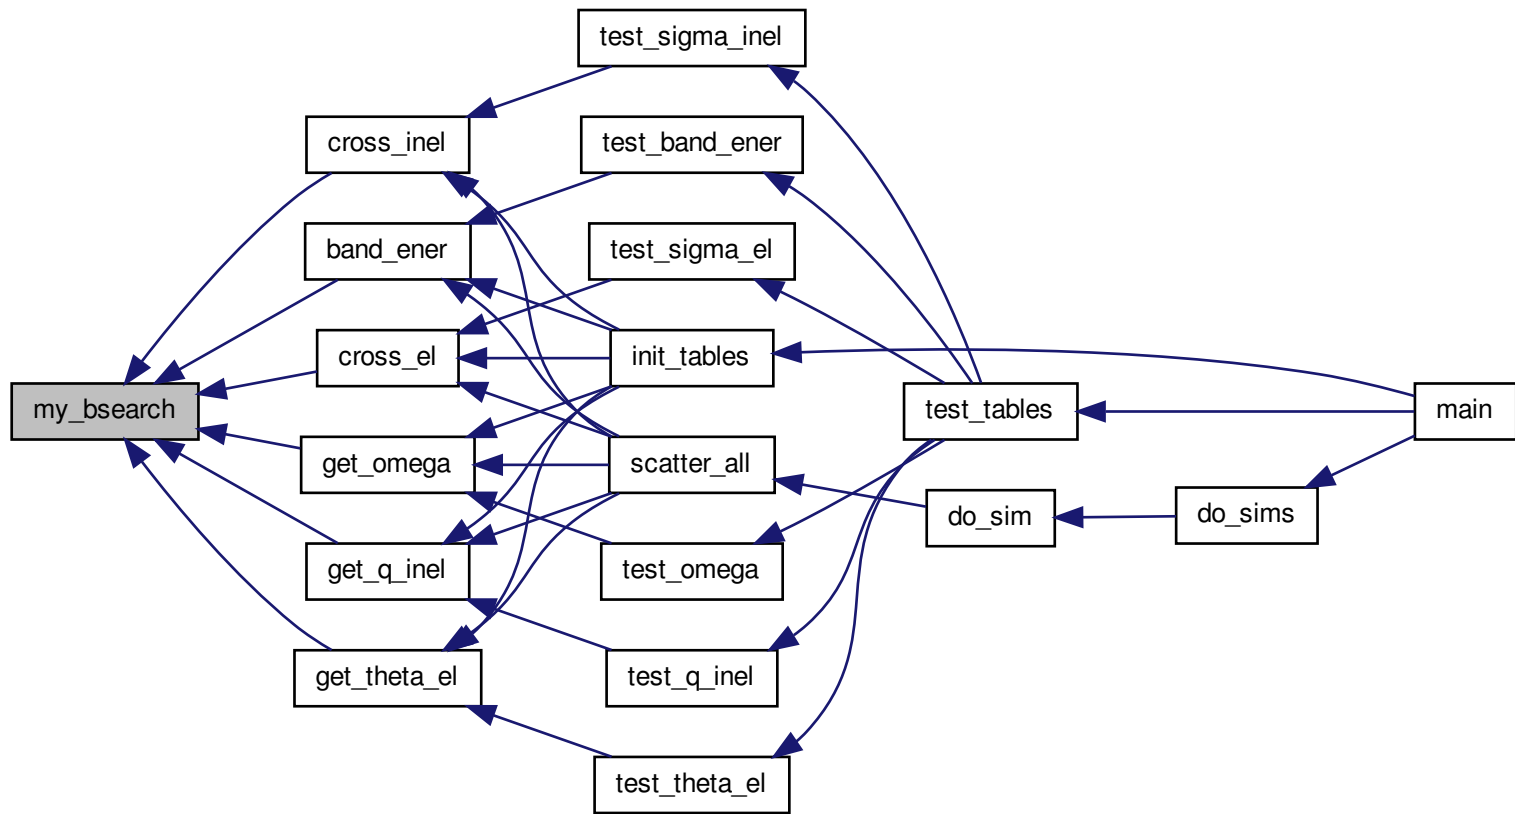 test_sigma_inel
cross_inel
test_band_ener
band_ener
test_sigma_el
cross_el
init_tables
my_bsearch
test_tables
main
get_omega
scatter_all
do_sim
do_sims
get_q_inel
test_omega
get_theta_el
test_q_inel
test_theta_el